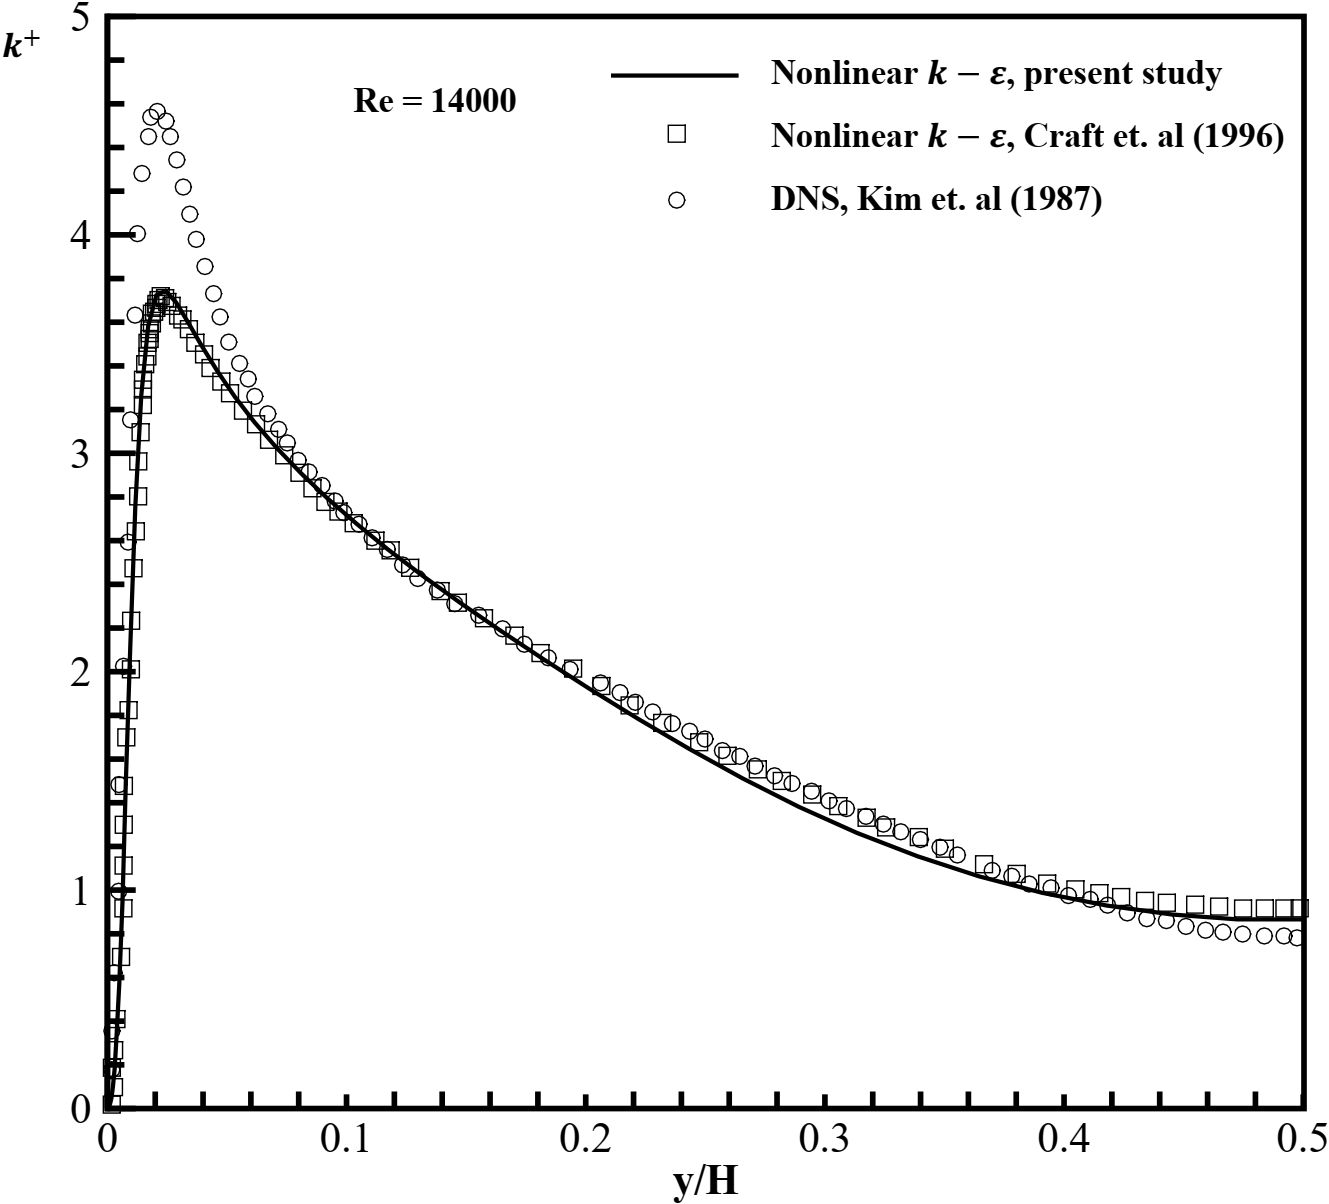 k+
5
4
3
2
1
0
Re = 14000
Nonlinear k − ε, present study
Nonlinear k − ε, Craft et. al (1996)
DNS, Kim et. al (1987)
0 0.1 0.2 0.3 0.4 0.5
y/H